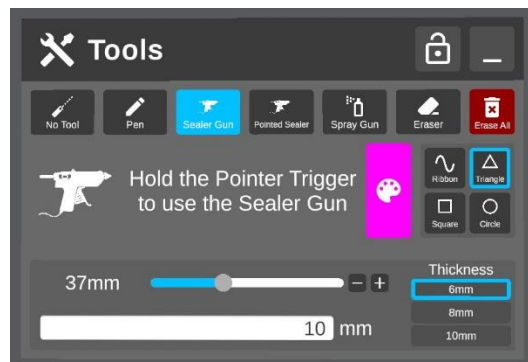 Tools
No Tool
Pen
Sealer Gun
Pointed Sealer
Spray Gun
Eraser
Erase All
Hold the Pointer Trigger
to use the Sealer Gun
Ribbon
Triangle
Square
Circle
37mm
- +
Thickness
6mm
8mm
10mm
10 mm